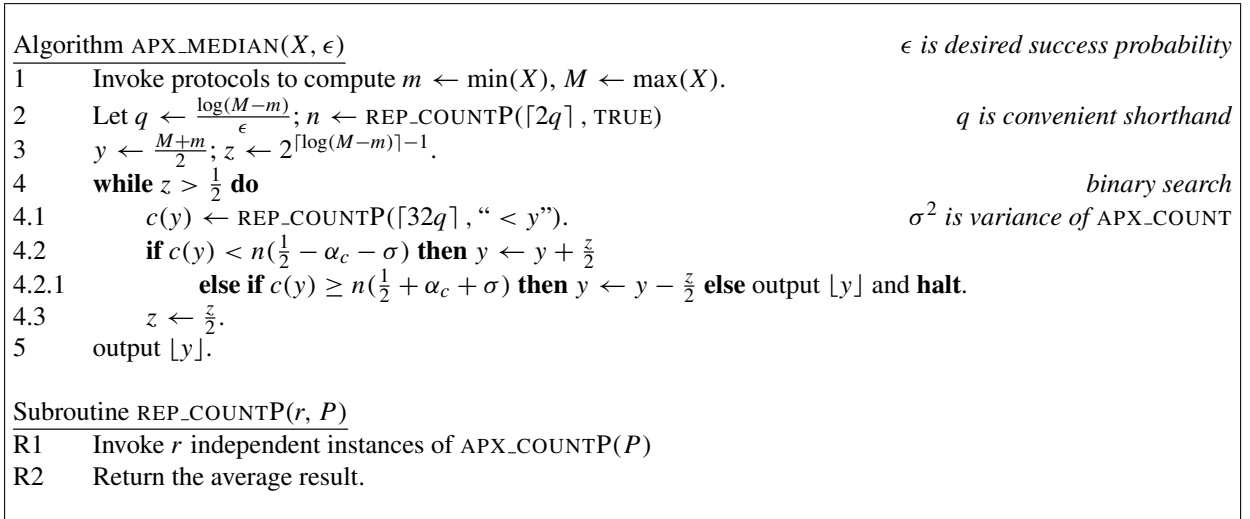 Algorithm APX_MEDIAN(X, ϵ) ϵ is desired success probability
1 Invoke protocols to compute m ← min(X), M ← max(X).
2 Let q ← log(M−m)/ϵ; n ← REP_COUNTP(⌈2q⌉, TRUE) q is convenient shorthand
3 y ← (M+m)/2; z ← 2^{⌈log(M−m)⌉−1}.
4 while z > 1/2 do binary search
4.1 c(y) ← REP_COUNTP(⌈32q⌉, “ < y”). σ² is variance of APX_COUNT
4.2 if c(y) < n(1/2 − α_c − σ) then y ← y + z/2
4.2.1 else if c(y) ≥ n(1/2 + α_c + σ) then y ← y − z/2 else output ⌊y⌋ and halt.
4.3 z ← z/2.
5 output ⌊y⌋.
Subroutine REP_COUNTP(r, P)
R1 Invoke r independent instances of APX_COUNTP(P)
R2 Return the average result.